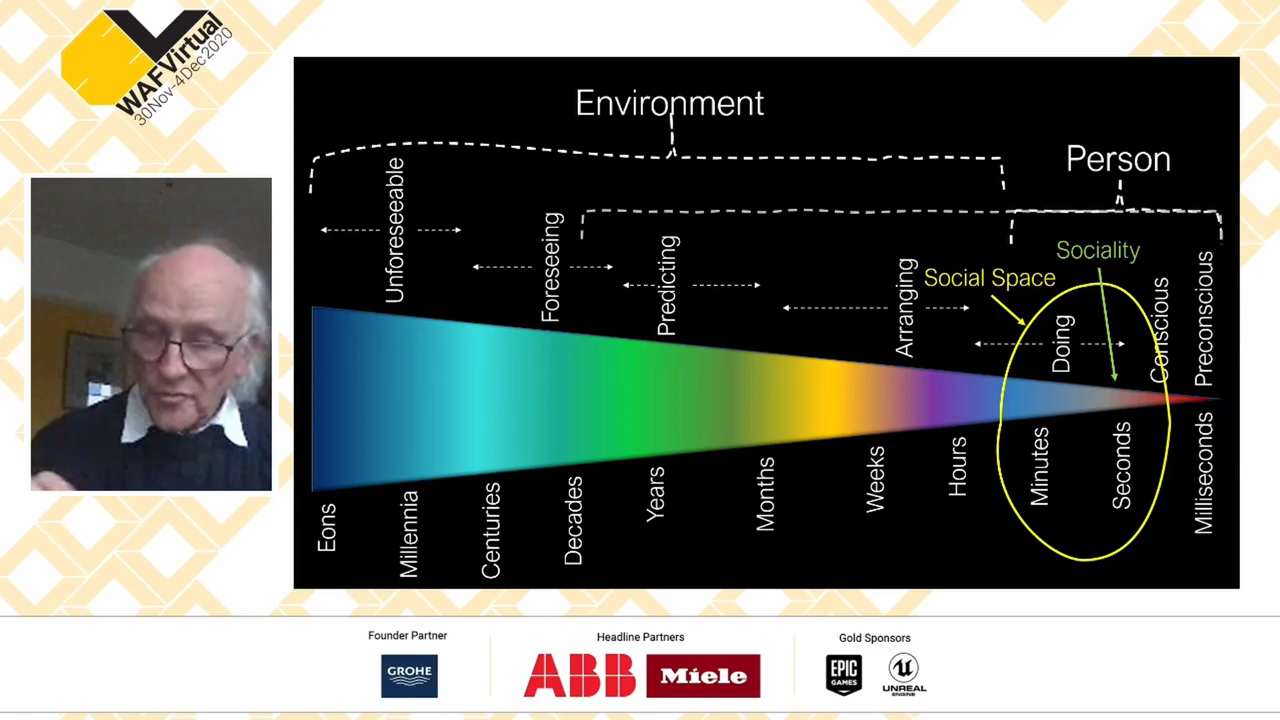 WAFVirtual
30Nov-4Dec2020
Environment
Person
Unforeseeable
Foreseeing
Predicting
Arranging
Social Space
Sociality
Doing
Conscious
Preconscious
Eons
Millennia
Centuries
Decades
Years
Months
Weeks
Hours
Minutes
Seconds
Milliseconds
Founder Partner
Headline Partners
Gold Sponsors
GROHE
ABB
Miele
EPIC
GAMES
UNREAL
ENGINE